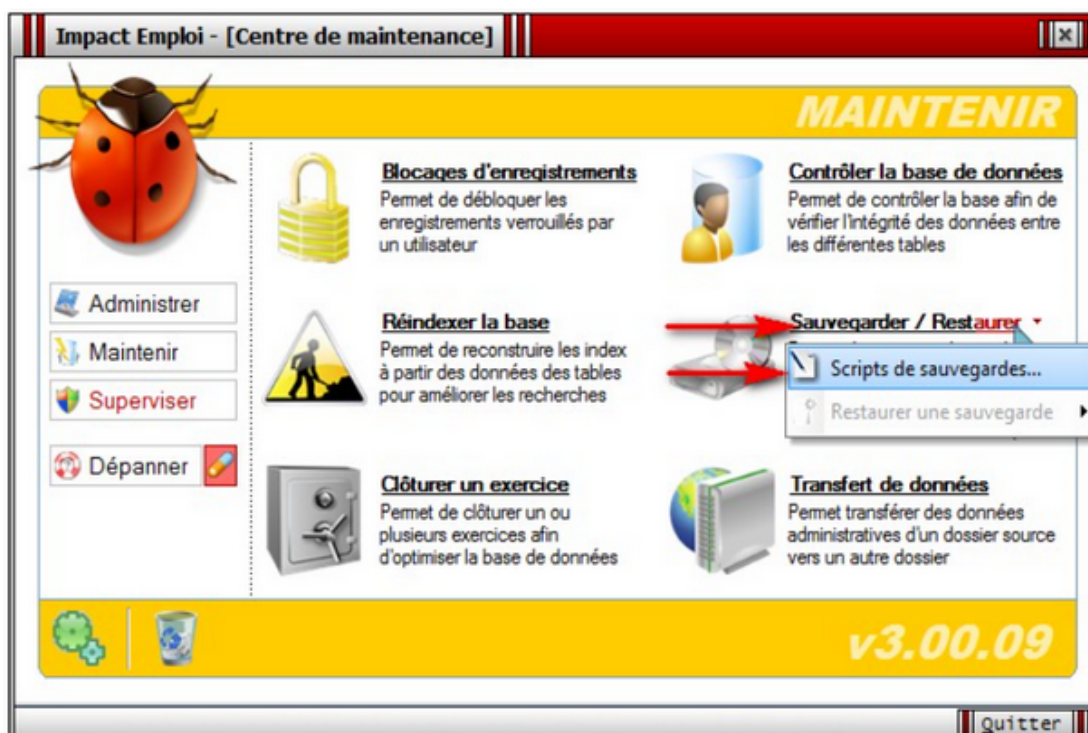 Impact Emploi - [Centre de maintenance]
MAINTENIR
Administrer
Maintenir
Superviser
Dépanner
Blocages d'enregistrements
Permet de débloquer les
enregistrements verrouillés par
un utilisateur
Contrôler la base de données
Permet de contrôler la base afin de
vérifier l'intégrité des données entre
les différentes tables
Réindexer la base
Permet de reconstruire les index
à partir des données des tables
pour améliorer les recherches
Sauvegarder / Restaurer
Scripts de sauvegardes...
Restaurer une sauvegarde
Clôturer un exercice
Permet de clôturer un ou
plusieurs exercices afin
d'optimiser la base de données
Transfert de données
Permet transférer des données
administratives d'un dossier source
vers un autre dossier
v3.00.09
Quitter